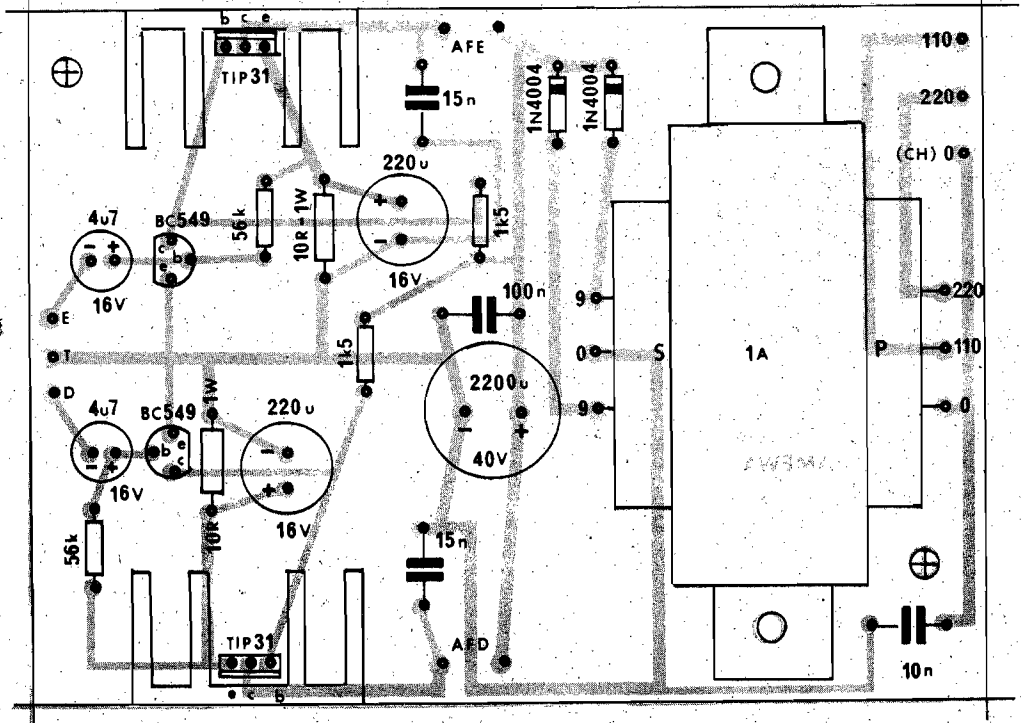 b c e
AFE
TIP31
15n
1N4004
1N4004
110
220
(CH) 0
220u
4u7
BC549
56k
10R-1W
+
-
1k5
- +
c
b
e
16V
16V
100n
9
220
E
T
1k5
0
S
1A
P
110
D
1W
2200u
9
0
4u7
BC549
220u
-
+
40V
b e
c
-
+
- +
16V
16V
10R
56k
15n
TIP31
AFD
10n
e c b